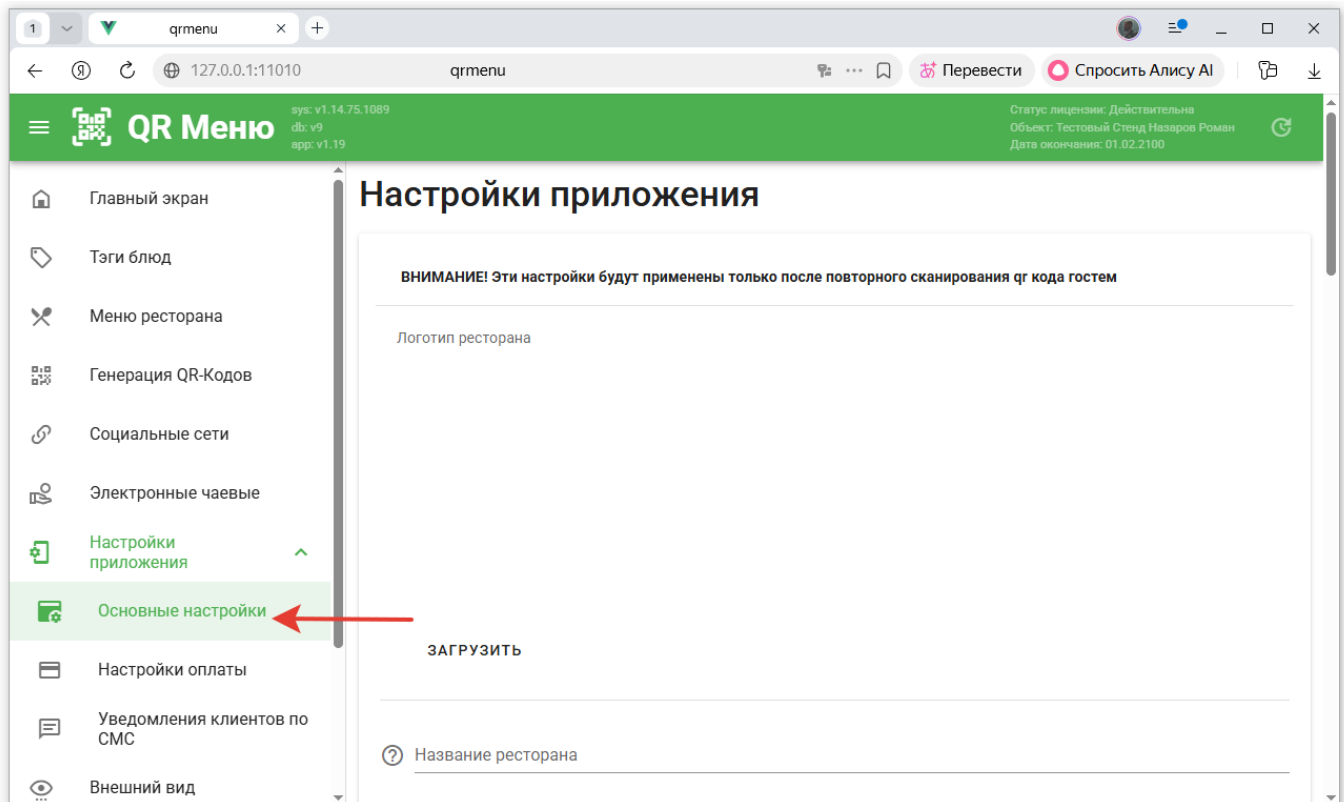 1
qrmenu
127.0.0.1:11010
qrmenu
Перевести
Спросить Алису AI
QR Меню
sys: v1.14.75.1089
db: v9
app: v1.19
Статус лицензии: Действительна
Объект: Тестовый Стенд Назаров Роман
Дата окончания: 01.02.2100
Главный экран
Тэги блюд
Меню ресторана
Генерация QR-Кодов
Социальные сети
Электронные чаевые
Настройки
приложения
Основные настройки
Настройки оплаты
Уведомления клиентов по
СМС
Внешний вид
Настройки приложения
ВНИМАНИЕ! Эти настройки будут применены только после повторного сканирования qr кода гостем
Логотип ресторана
ЗАГРУЗИТЬ
Название ресторана